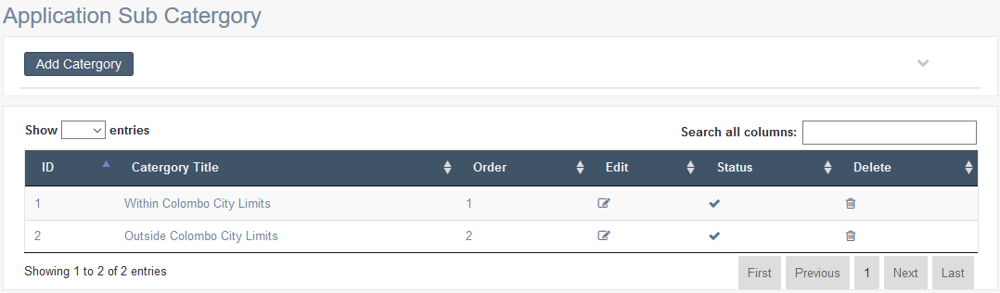 Application Sub Catergory
Add Catergory
Show entries
Search all columns:
ID Catergory Title Order Edit Status Delete
1 Within Colombo City Limits 1
2 Outside Colombo City Limits 2
Showing 1 to 2 of 2 entries
First Previous 1 Next Last